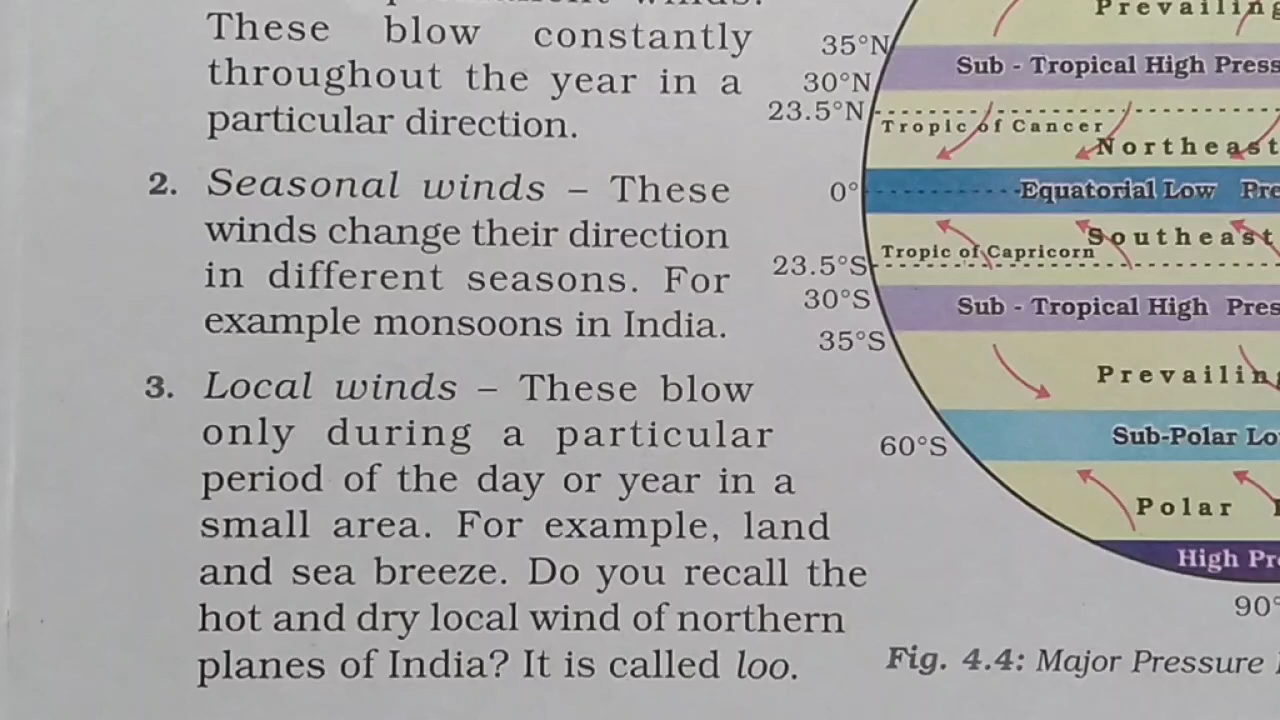 These blow constantly
throughout the year in a
particular direction.
2. Seasonal winds – These
winds change their direction
in different seasons. For
example monsoons in India.
3. Local winds – These blow
only during a particular
period of the day or year in a
small area. For example, land
and sea breeze. Do you recall the
hot and dry local wind of northern
planes of India? It is called loo.
Prevailing
35°N
Sub - Tropical High
30°N
23.5°N
Tropic of Cancer
Northeast
0°
Equatorial Low
Southeast
Tropic of Capricorn
23.5°S
30°S
Sub - Tropical High
35°S
Prevailing
60°S
Sub-Polar
Polar
High
Fig. 4.4: Major Pressure